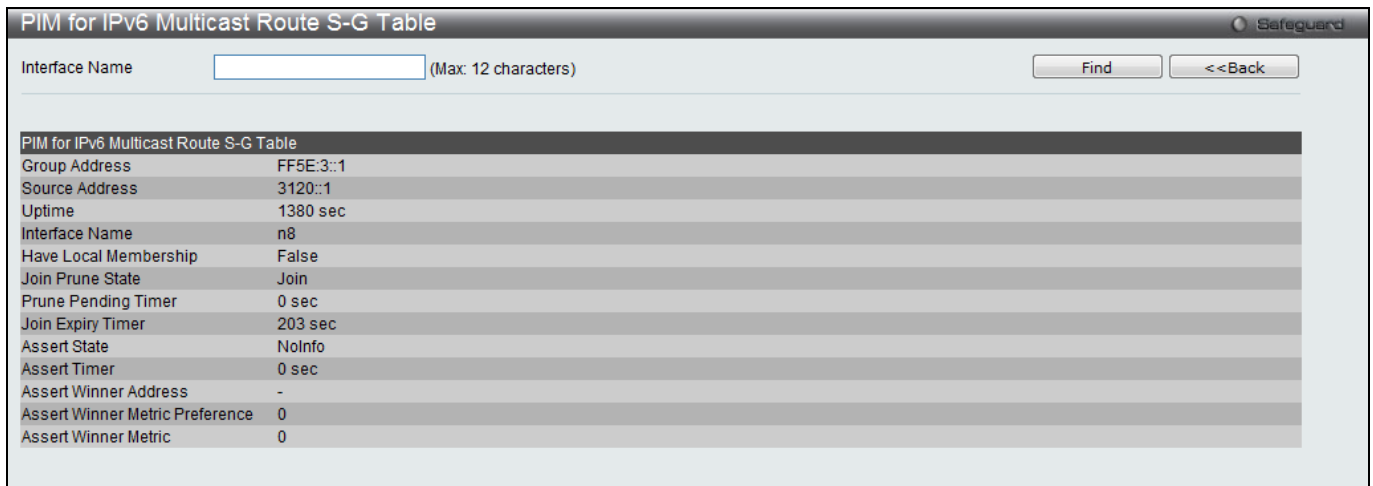 PIM for IPv6 Multicast Route S-G Table
Safeguard
Interface Name (Max: 12 characters) Find <<Back
PIM for IPv6 Multicast Route S-G Table
Group Address FF5E:3::1
Source Address 3120::1
Uptime 1380 sec
Interface Name n8
Have Local Membership False
Join Prune State Join
Prune Pending Timer 0 sec
Join Expiry Timer 203 sec
Assert State NoInfo
Assert Timer 0 sec
Assert Winner Address -
Assert Winner Metric Preference 0
Assert Winner Metric 0